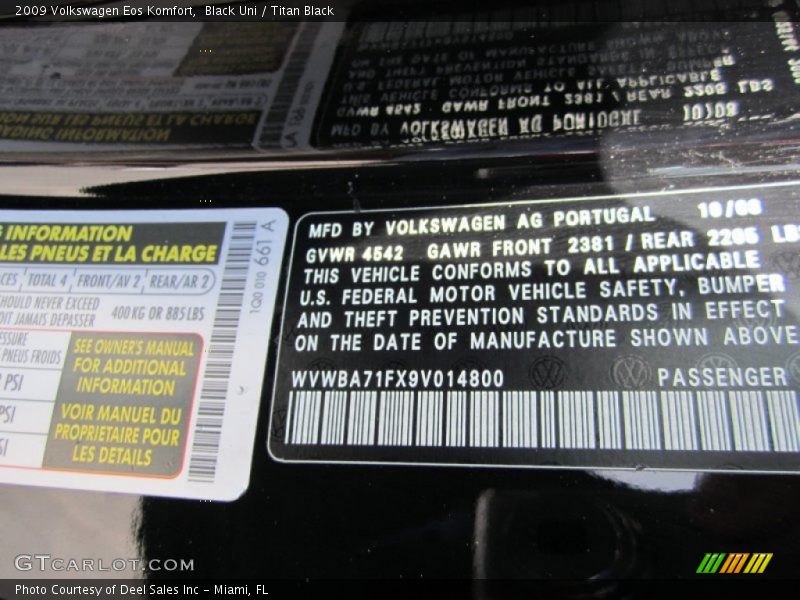 2009 Volkswagen Eos Komfort, Black Uni / Titan Black
MFD BY VOLKSWAGEN AG PORTUGAL 10/08
GVWR 4542 GAWR FRONT 2381 / REAR 2205 LBS
THIS VEHICLE CONFORMS TO ALL APPLICABLE
U.S. FEDERAL MOTOR VEHICLE SAFETY, BUMPER
AND THEFT PREVENTION STANDARDS IN EFFECT
ON THE DATE OF MANUFACTURE SHOWN ABOVE
WVWBA71FX9V014800 PASSENGER
INFORMATION
LES PNEUS ET LA CHARGE
TOTAL 4 FRONT/AV 2 REAR/AR 2
SHOULD NEVER EXCEED
JAMAIS DEPASSER
400 KG OR 885 LBS
PNEUS FROIDS
PSI
PSI
SEE OWNER'S MANUAL
FOR ADDITIONAL
INFORMATION
VOIR MANUEL DU
PROPRIETAIRE POUR
LES DETAILS
1Q0 010 661 A
GTCARLOT.COM
Photo Courtesy of Deel Sales Inc – Miami, FL